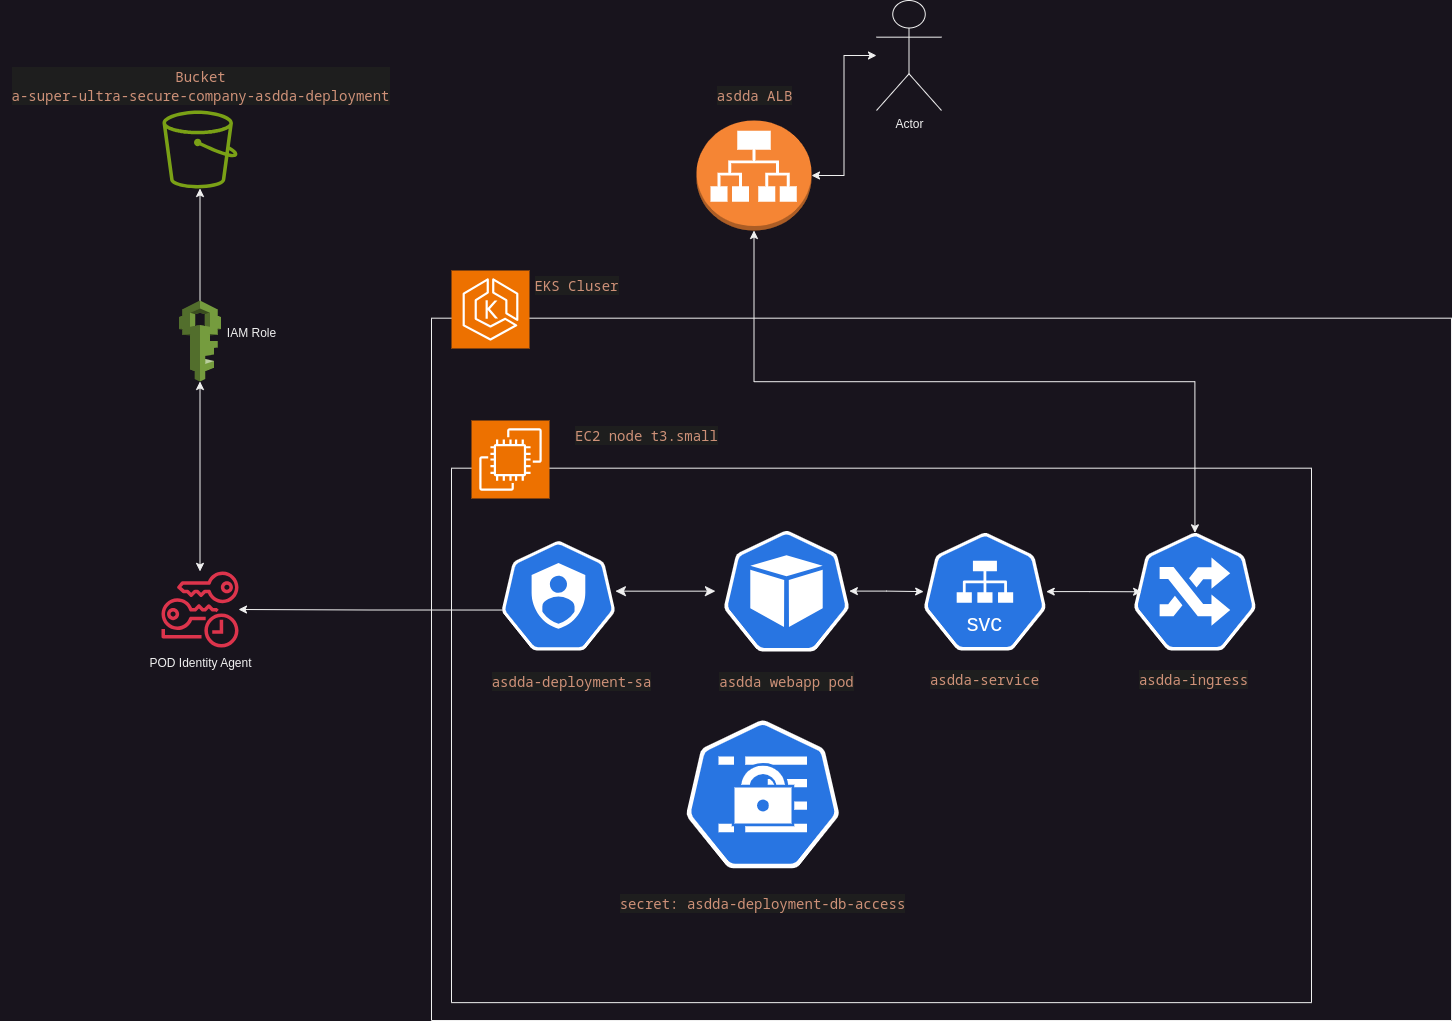 Bucket
a-super-ultra-secure-company-asdda-deployment
asdda ALB
Actor
EKS Cluser
IAM Role
EC2 node t3.small
K
SVC
POD Identity Agent
asdda-deployment-sa
asdda webapp pod
asdda-service
asdda-ingress
secret: asdda-deployment-db-access